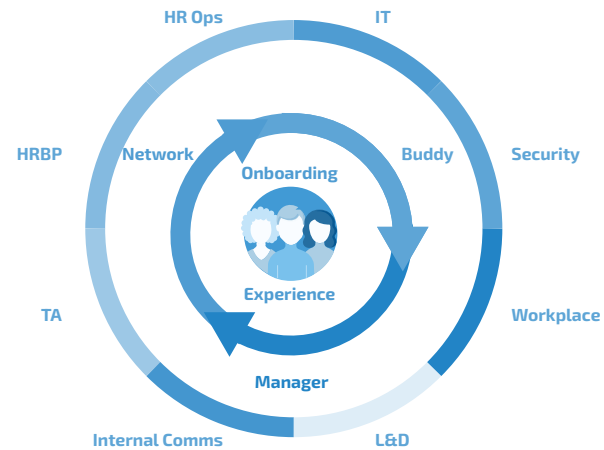 HR Ops
IT
HRBP
Network
Buddy
Security
Onboarding
Experience
TA
Workplace
Manager
Internal Comms
L&D